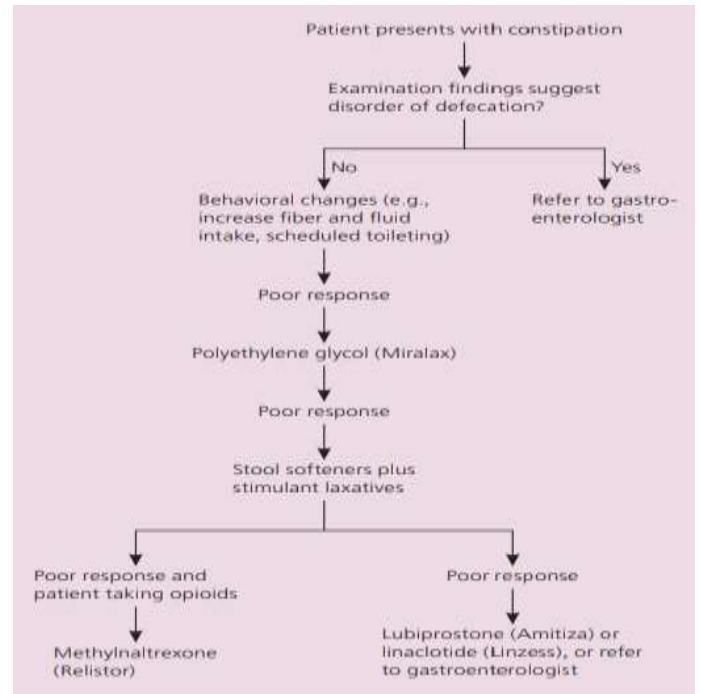 Patient presents with constipation
Examination findings suggest
disorder of defecation?
No
Yes
Behavioral changes (e.g.,
increase fiber and fluid
intake, scheduled toileting)
Refer to gastro-
enterologist
Poor response
Polyethylene glycol (Miralax)
Poor response
Stool softeners plus
stimulant laxatives
Poor response and
patient taking opioids
Poor response
Methylnaltrexone
(Relistor)
Lubiprostone (Amitiza) or
linaclotide (Linzess), or refer
to gastroenterologist